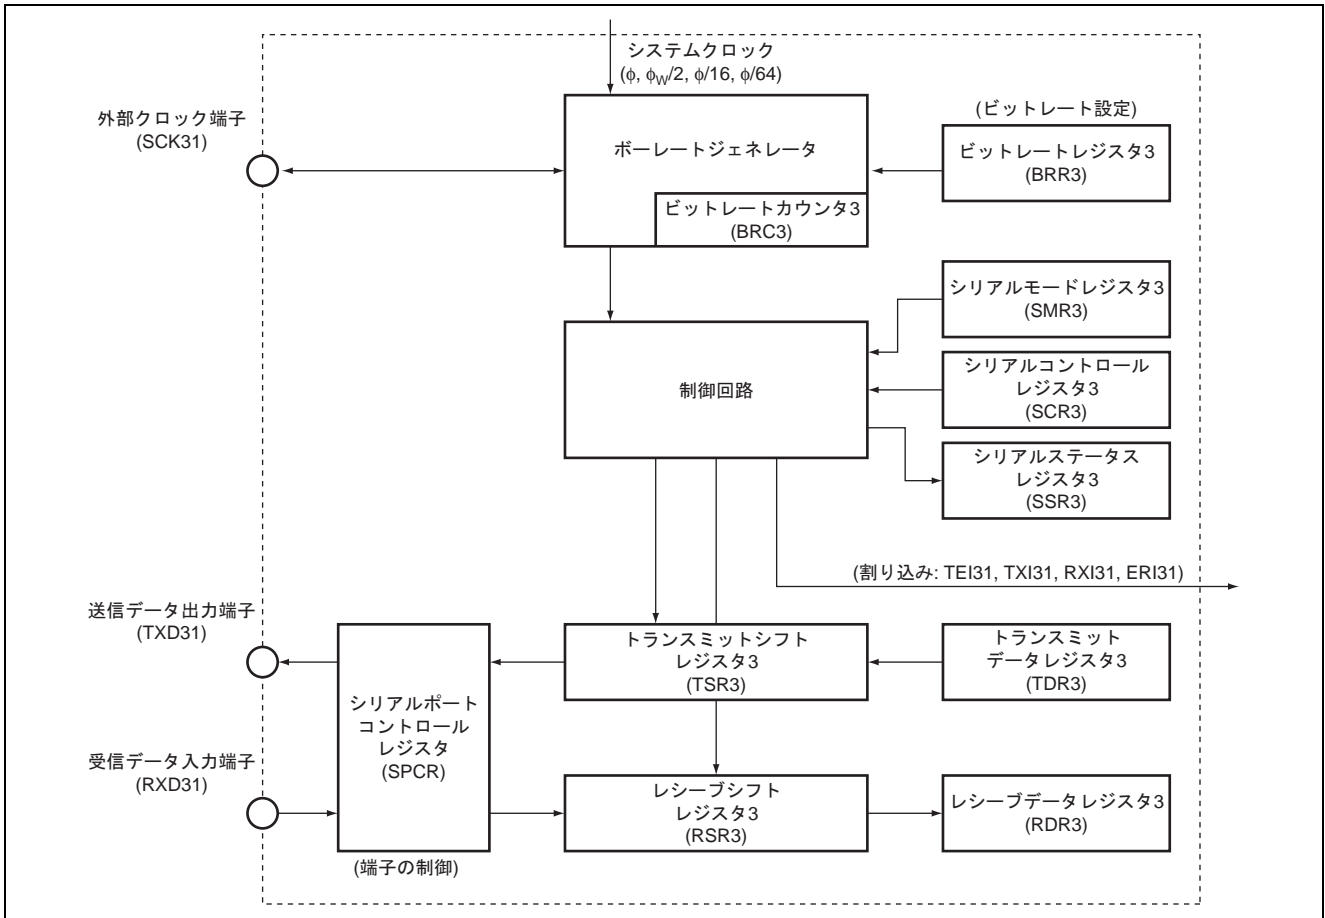 システムクロック
(φ, φW/2, φ/16, φ/64)
外部クロック端子
(SCK31)
ボーレートジェネレータ
ビットレートカウンタ3
(BRC3)
(ビットレート設定)
ビットレートレジスタ3
(BRR3)
シリアルモードレジスタ3
(SMR3)
制御回路
シリアルコントロール
レジスタ3
(SCR3)
シリアルステータス
レジスタ3
(SSR3)
(割り込み: TEI31, TXI31, RXI31, ERI31)
送信データ出力端子
(TXD31)
トランスミットシフト
レジスタ3
(TSR3)
トランスミット
データレジスタ3
(TDR3)
シリアルポート
コントロール
レジスタ
(SPCR)
受信データ入力端子
(RXD31)
レシーブシフト
レジスタ3
(RSR3)
レシーブデータレジスタ3
(RDR3)
(端子の制御)